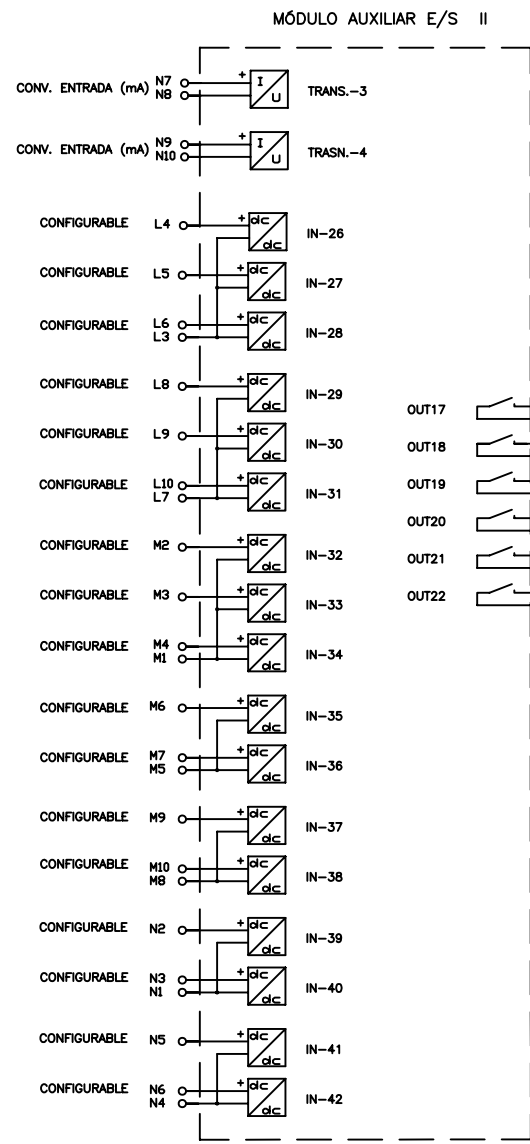 MÓDULO AUXILIAR E/S II
CONV. ENTRADA (mA) N7 + I TRANS.-3
N8 U
CONV. ENTRADA (mA) N9 + I TRASN.-4
N10 U
CONFIGURABLE L4 + dc dc IN-26
CONFIGURABLE L5 + dc dc IN-27
CONFIGURABLE L6 + dc dc IN-28
L3
CONFIGURABLE L8 + dc dc IN-29
CONFIGURABLE L9 + dc dc IN-30
CONFIGURABLE L10 + dc dc IN-31
L7
CONFIGURABLE M2 + dc dc IN-32
CONFIGURABLE M3 + dc dc IN-33
CONFIGURABLE M4 + dc dc IN-34
M1
CONFIGURABLE M6 + dc dc IN-35
CONFIGURABLE M7 + dc dc IN-36
M5
CONFIGURABLE M9 + dc dc IN-37
CONFIGURABLE M10 + dc dc IN-38
M8
CONFIGURABLE N2 + dc dc IN-39
CONFIGURABLE N3 + dc dc IN-40
N1
CONFIGURABLE N5 + dc dc IN-41
CONFIGURABLE N6 + dc dc IN-42
N4
OUT17
OUT18
OUT19
OUT20
OUT21
OUT22